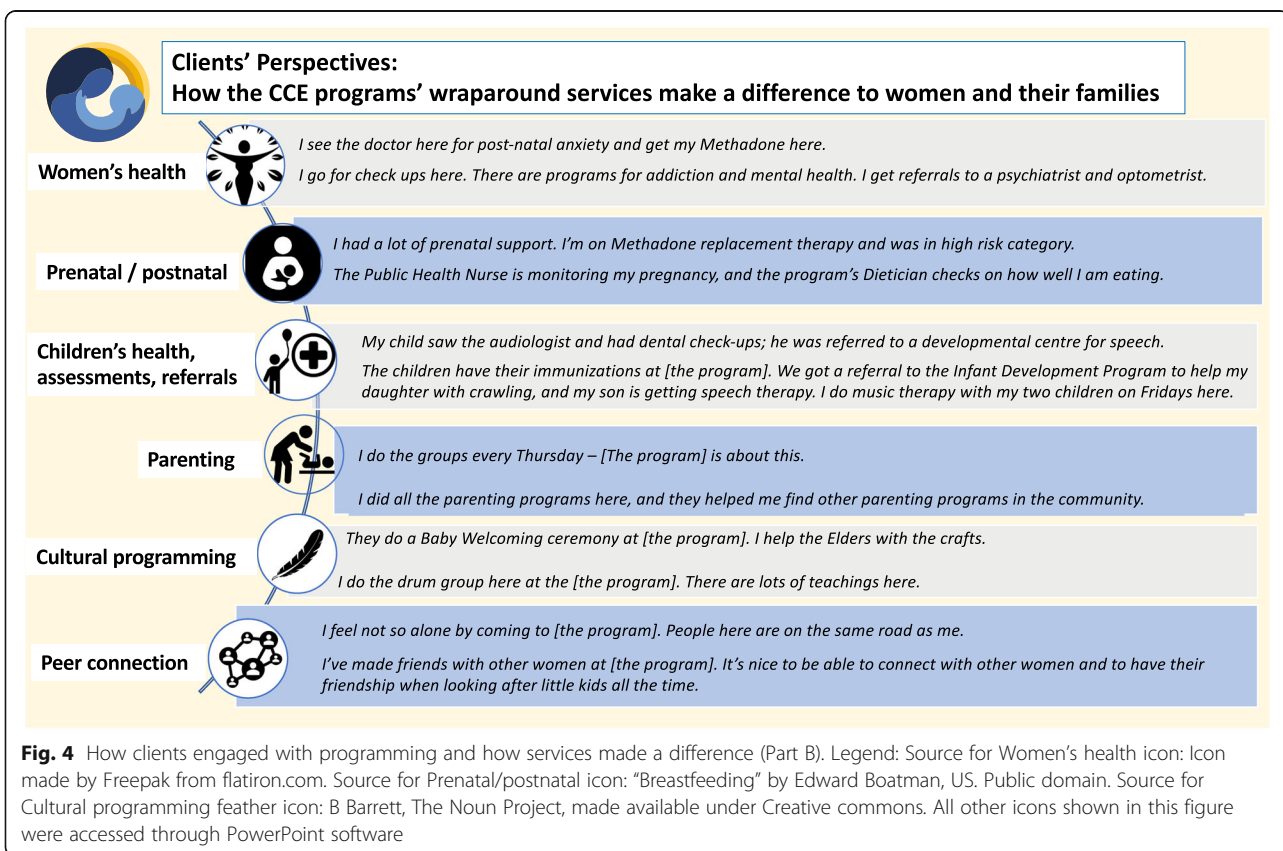 Clients' Perspectives:
How the CCE programs' wraparound services make a difference to women and their families
Women's health
I see the doctor here for post-natal anxiety and get my Methadone here.
I go for check ups here. There are programs for addiction and mental health. I get referrals to a psychiatrist and optometrist.
Prenatal / postnatal
I had a lot of prenatal support. I'm on Methadone replacement therapy and was in high risk category.
The Public Health Nurse is monitoring my pregnancy, and the program's Dietician checks on how well I am eating.
Children's health,
assessments, referrals
My child saw the audiologist and had dental check-ups; he was referred to a developmental centre for speech.
The children have their immunizations at [the program]. We got a referral to the Infant Development Program to help my
daughter with crawling, and my son is getting speech therapy. I do music therapy with my two children on Fridays here.
Parenting
I do the groups every Thursday – [The program] is about this.
I did all the parenting programs here, and they helped me find other parenting programs in the community.
Cultural programming
They do a Baby Welcoming ceremony at [the program]. I help the Elders with the crafts.
I do the drum group here at the [the program]. There are lots of teachings here.
Peer connection
I feel not so alone by coming to [the program]. People here are on the same road as me.
I've made friends with other women at [the program]. It's nice to be able to connect with other women and to have their
friendship when looking after little kids all the time.
Fig. 4 How clients engaged with programming and how services made a difference (Part B). Legend: Source for Women's health icon: Icon
made by Freepak from flatiron.com. Source for Prenatal/postnatal icon: "Breastfeeding" by Edward Boatman, US. Public domain. Source for
Cultural programming feather icon: B Barrett, The Noun Project, made available under Creative commons. All other icons shown in this figure
were accessed through PowerPoint software